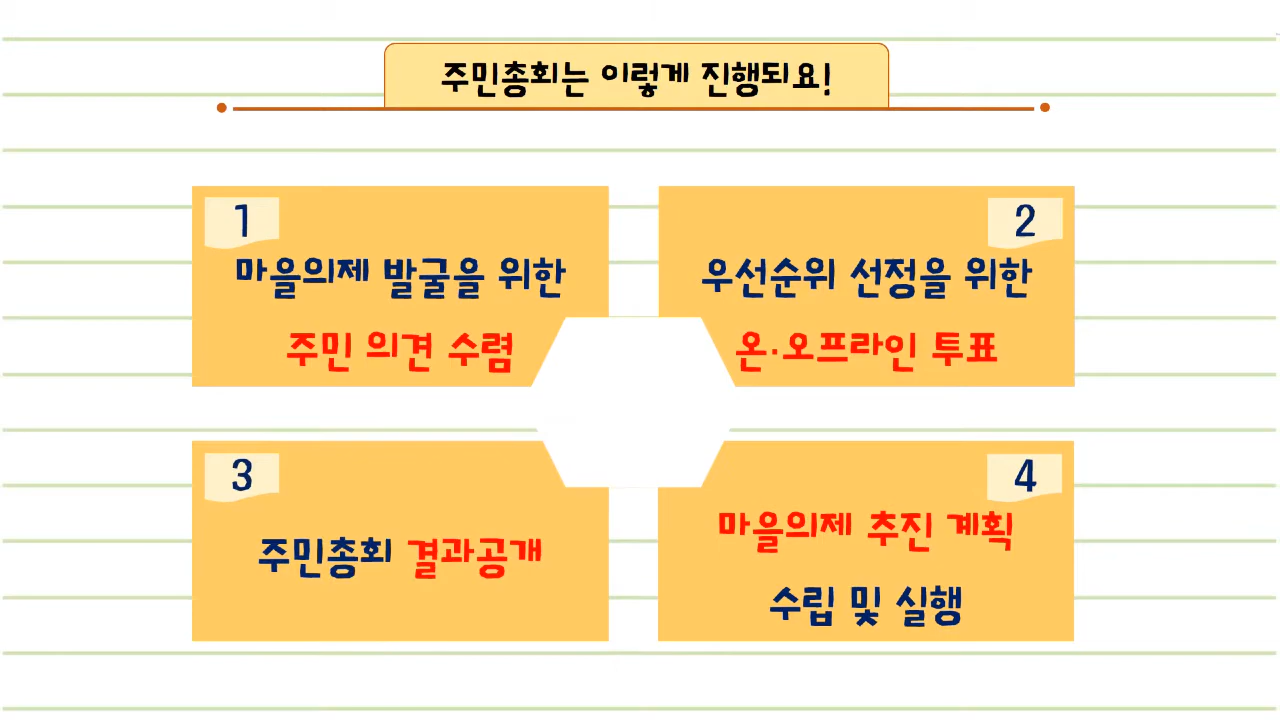 주민총회는 이렇게 진행되요!
1
마을의제 발굴을 위한
주민 의견 수렴
2
우선순위 선정을 위한
온·오프라인 투표
3
주민총회 결과공개
4
마을의제 추진 계획
수립 및 실행